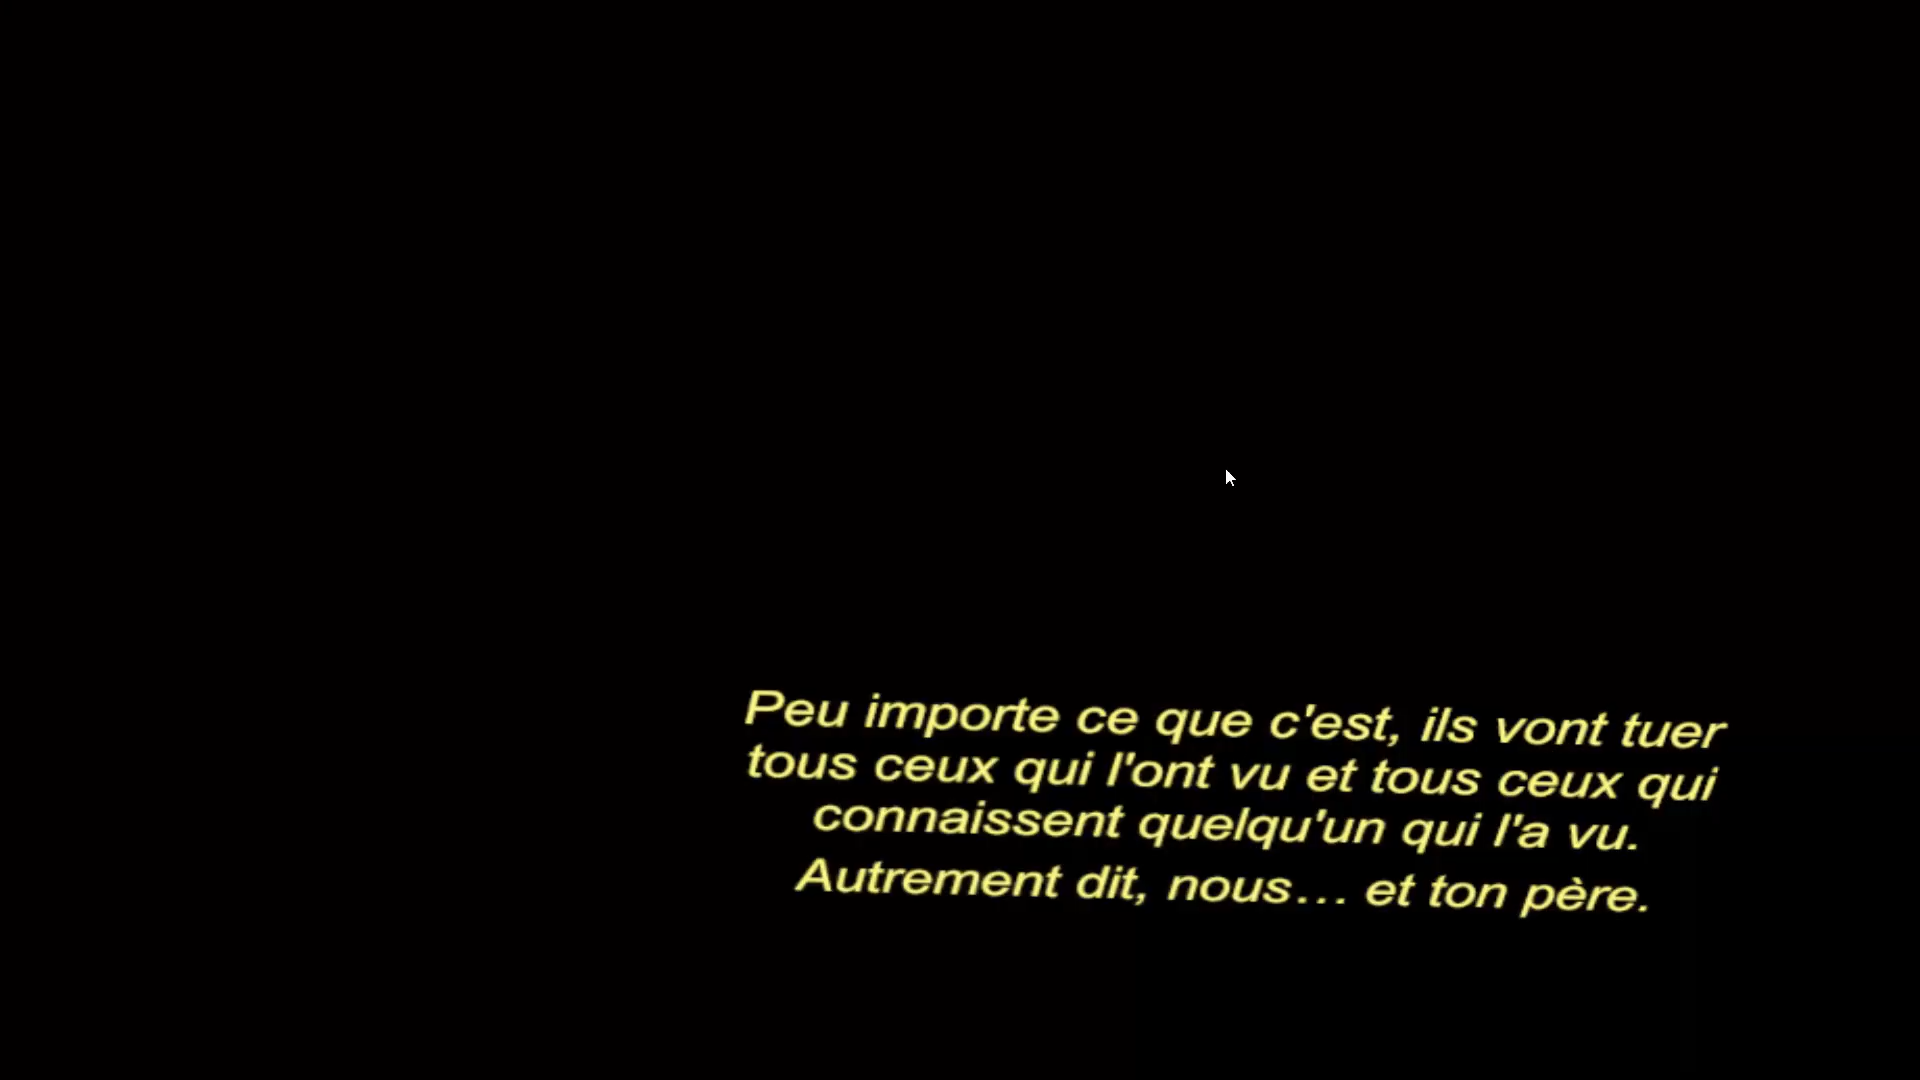 Peu importe ce que c'est, ils vont tuer
tous ceux qui l'ont vu et tous ceux qui
connaissent quelqu'un qui l'a vu.
Autrement dit, nous... et ton père.